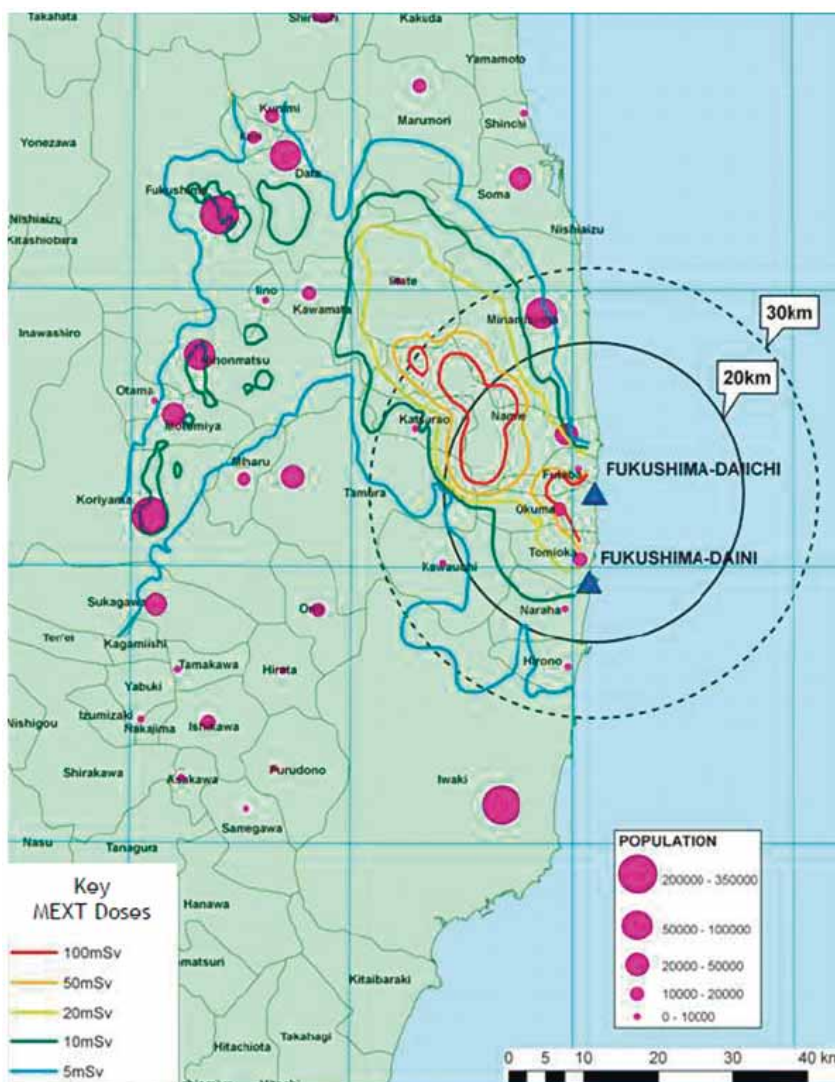 Takahata
Kakuda
Yamamoto
Kunimi
Marumori
Shinchi
Yonezawa
Date
Fukushima
Soma
Nishiaizu
Nishiaizu
Kitashiobara
Iino
Iitate
Kawamata
30km
Minamisoma
Inawashiro
Nihonmatsu
20km
Otama
Motomiya
Katsurao
Namie
Miharu
Futaba
FUKUSHIMA-DAIICHI
Tamura
Koriyama
Okuma
Tomioka
FUKUSHIMA-DAINI
Kawauchi
Sukagawa
Ono
Naraha
Ten'ei
Kagamiishi
Tamakawa
Hirata
Hirono
Yabuki
Izumizaki
Nishigou
Nakajima
Ishikawa
Shirakawa
Asakawa
Furudono
Iwaki
Samegawa
Nasu
Tanagura
POPULATION
200000 - 350000
50000 - 100000
20000 - 50000
10000 - 20000
0 - 10000
Key
MEXT Doses
100mSv
50mSv
20mSv
10mSv
5mSv
Hanawa
amatsuri
Kitaibaraki
Takahagi
Hitachiota
0 5 10 20 30 40 km